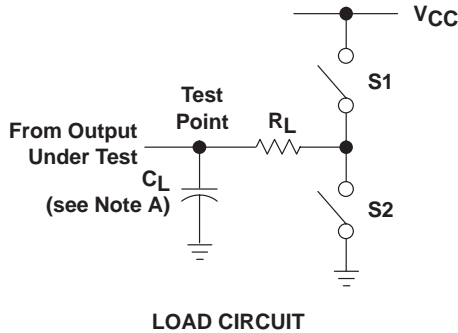 VCC
S1
Test
Point
RL
From Output
Under Test
CL
(see Note A)
S2
LOAD CIRCUIT